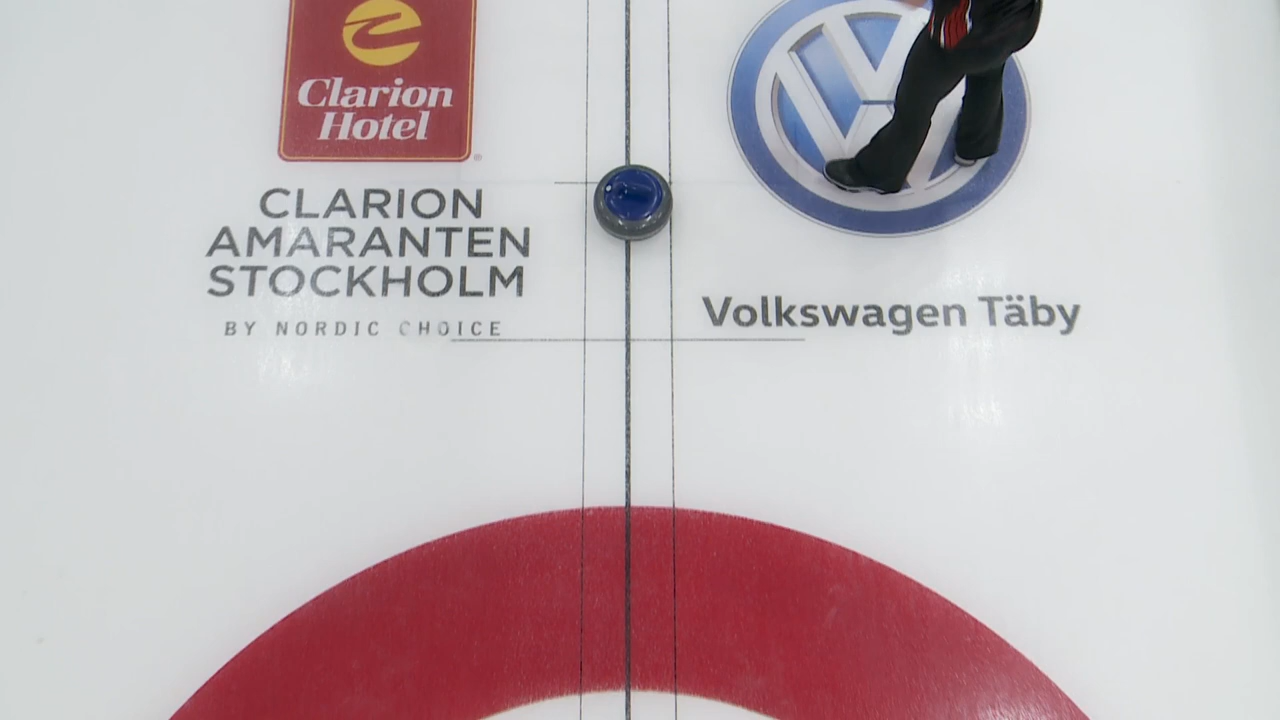 Clarion
Hotel
CLARION
AMARANTEN
STOCKHOLM
BY NORDIC CHOICE
Volkswagen Täby